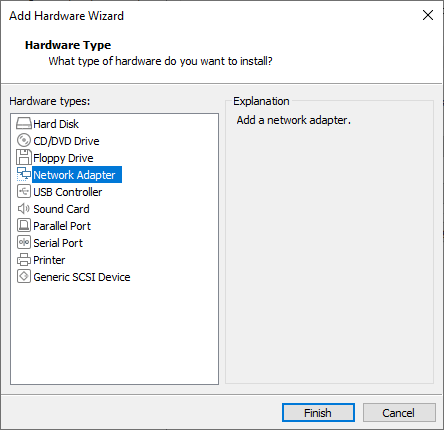 Add Hardware Wizard
Hardware Type
What type of hardware do you want to install?
Hardware types:
Hard Disk
CD/DVD Drive
Floppy Drive
Network Adapter
USB Controller
Sound Card
Parallel Port
Serial Port
Printer
Generic SCSI Device
Explanation
Add a network adapter.
Finish
Cancel